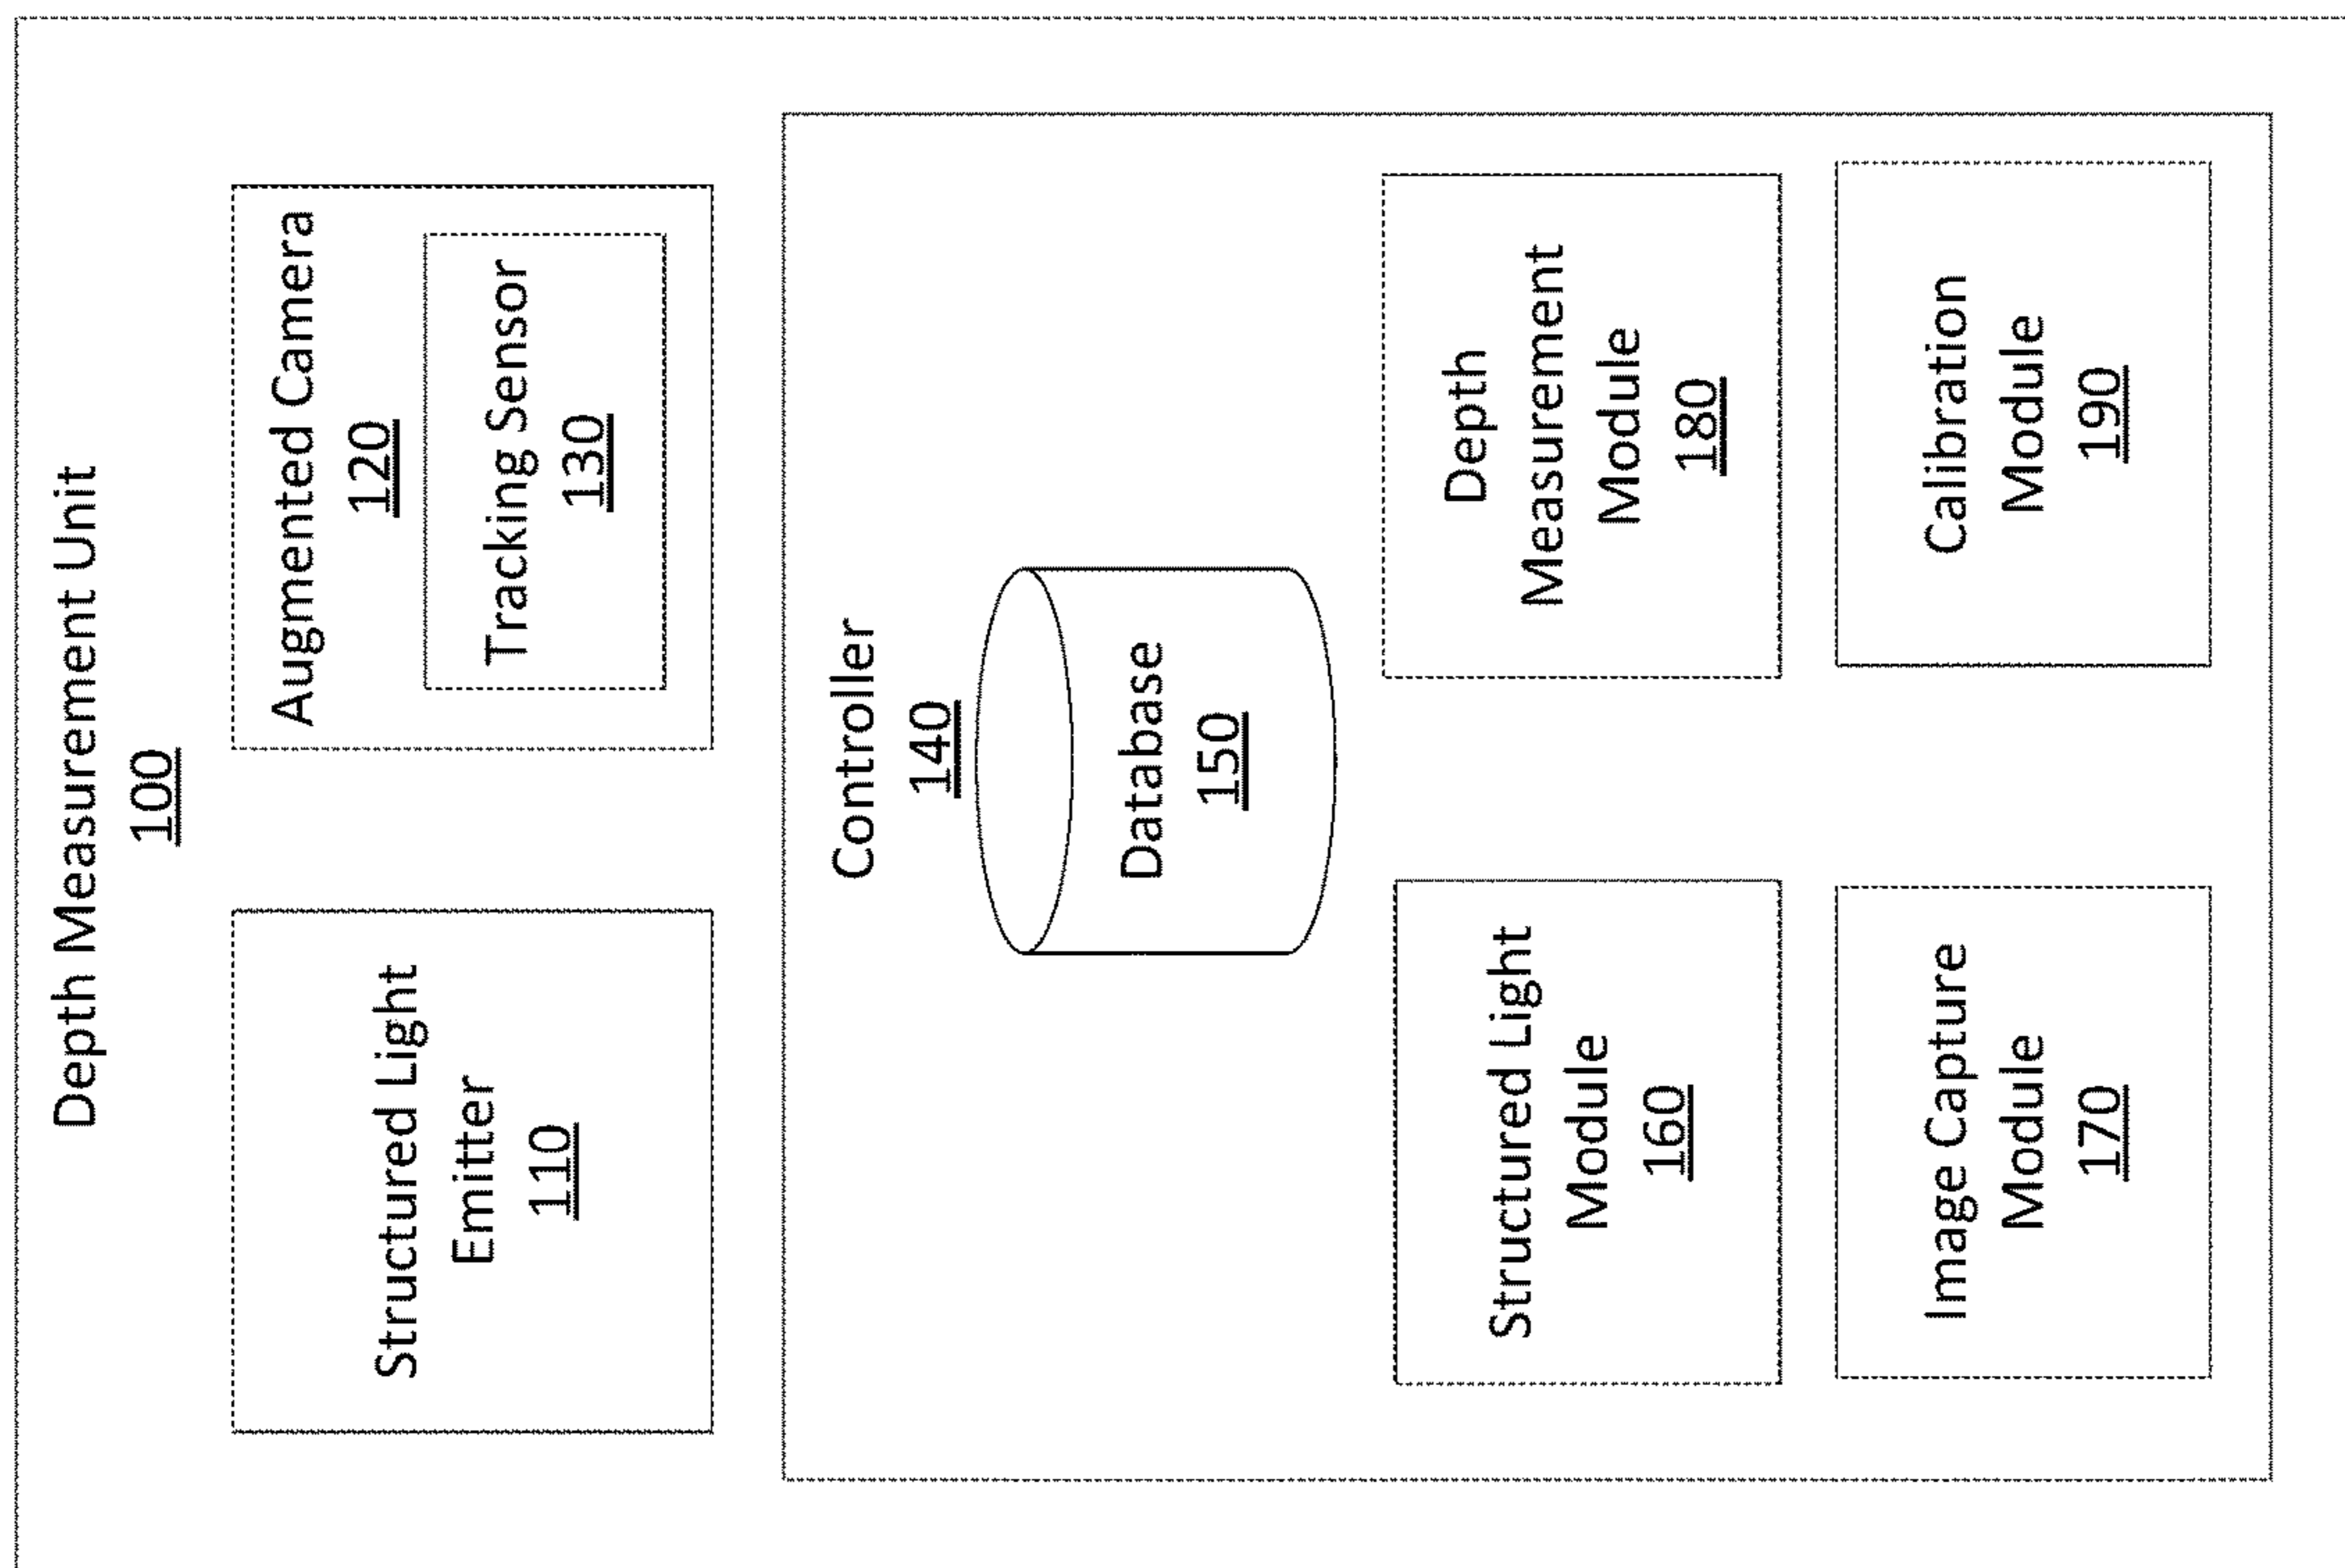 Depth Measurement Unit
100
Structured Light
Emitter
110
Augmented Camera
120
Tracking Sensor
130
Controller
140
Database
150
Structured Light
Module
160
Depth
Measurement
Module
180
Image Capture
Module
170
Calibration
Module
190